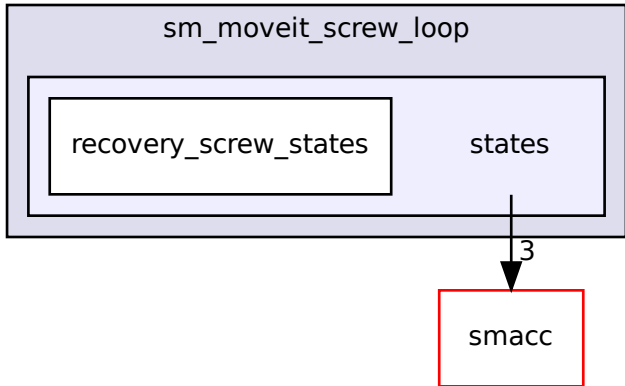 sm_moveit_screw_loop
recovery_screw_states
states
3
smacc